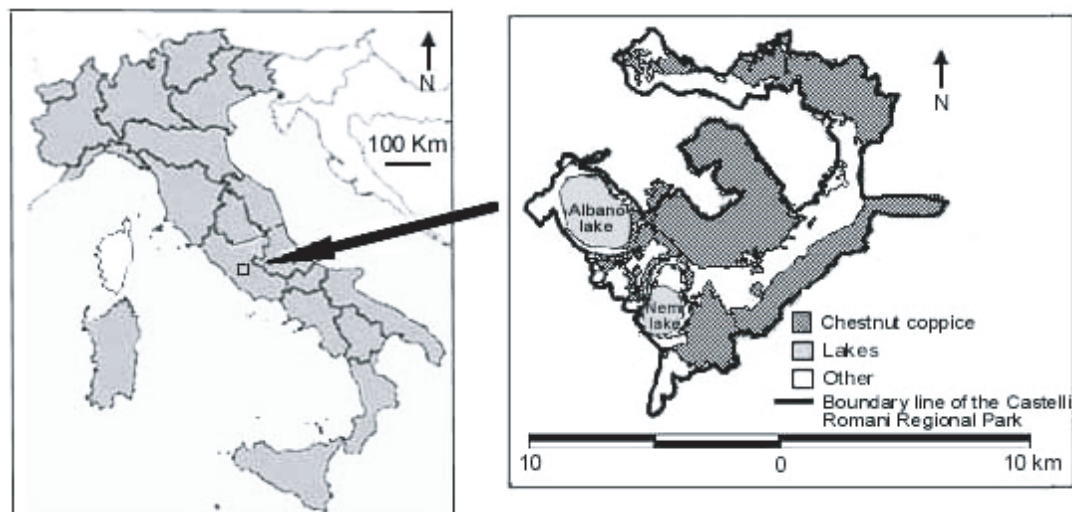 N
100 Km
N
Albano
lake
Nemi
lake
Chestnut coppice
Lakes
Other
Boundary line of the Castelli
Romani Regional Park
10 0 10 km